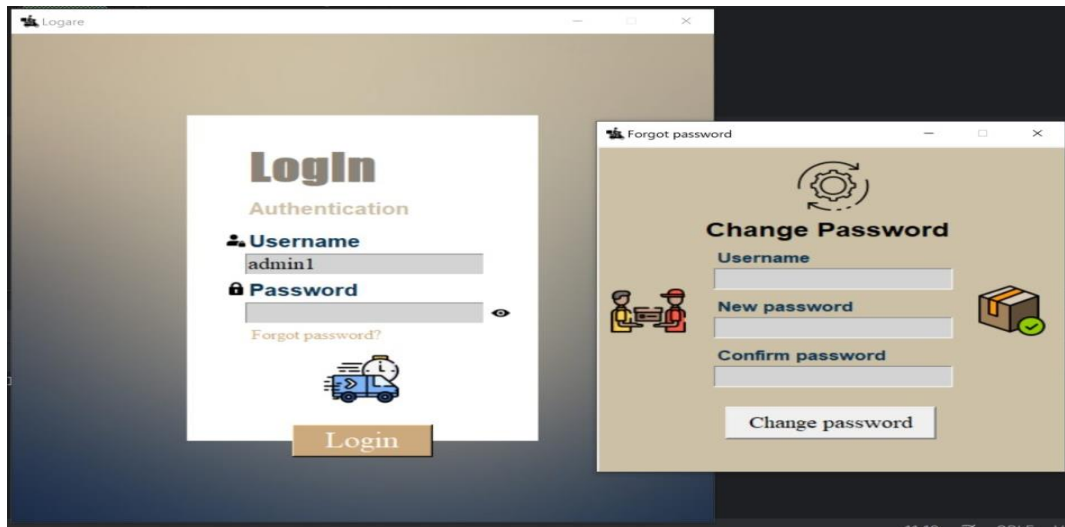 Logare
LogIn
Authentication
Username
admin1
Password
Forgot password?
Login
Forgot password
Change Password
Username
New password
Confirm password
Change password